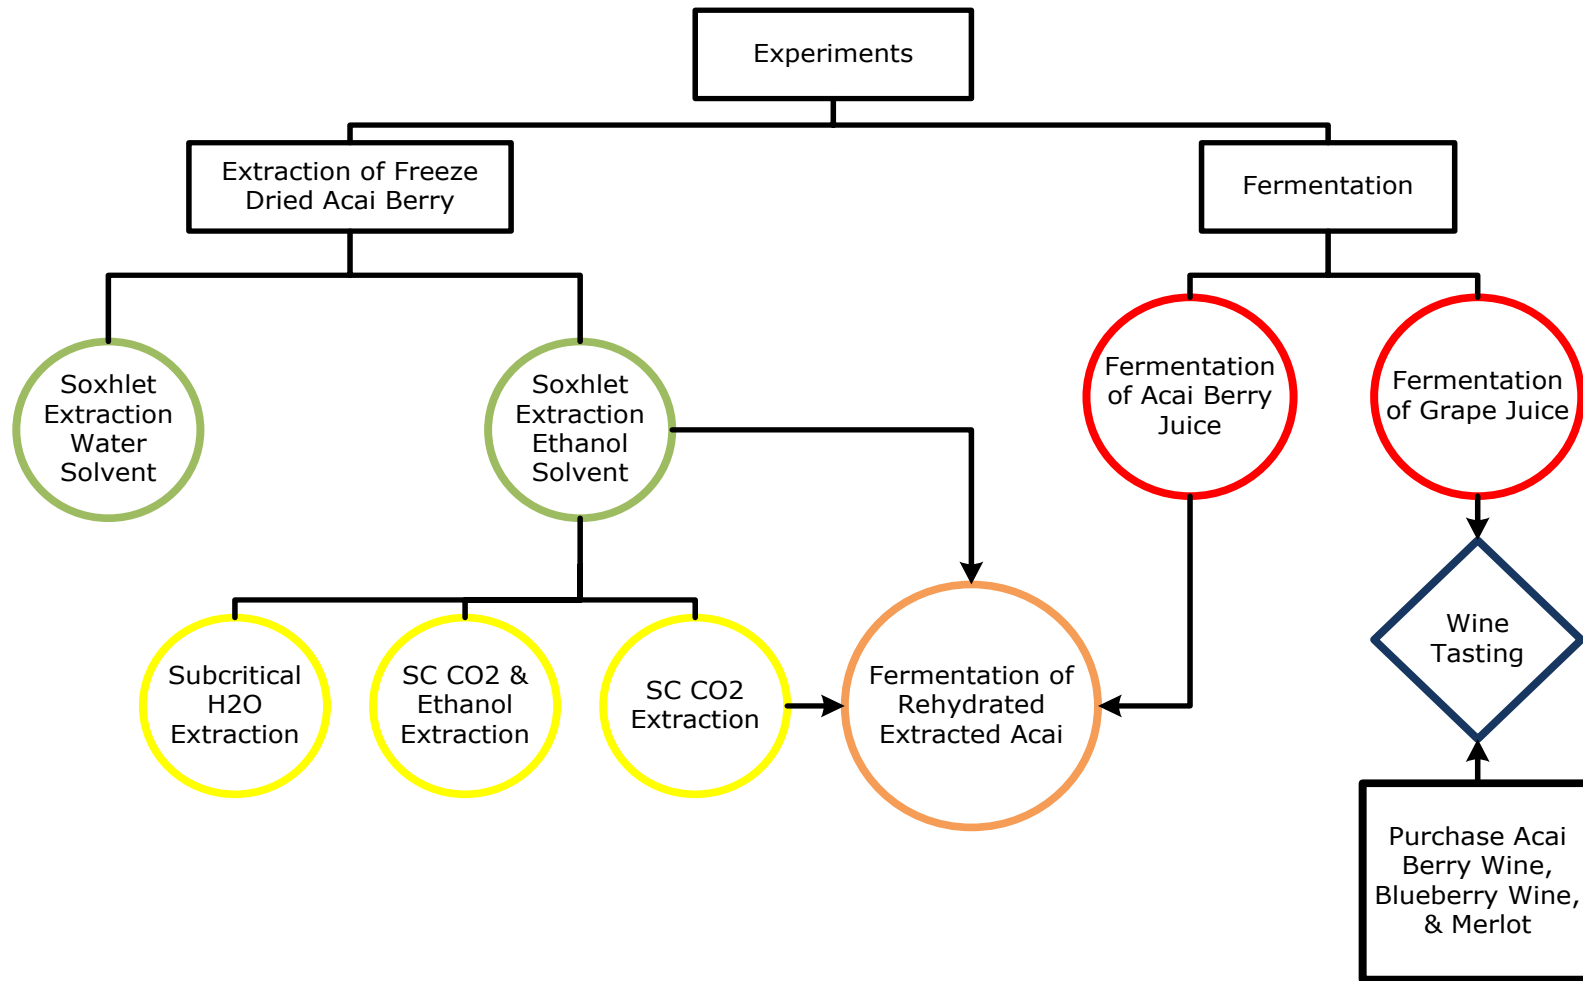 Experiments
Extraction of Freeze
Dried Acai Berry
Fermentation
Soxhlet
Extraction
Water
Solvent
Soxhlet
Extraction
Ethanol
Solvent
Fermentation
of Acai Berry
Juice
Fermentation
of Grape Juice
Subcritical
H2O
Extraction
SC CO2 &
Ethanol
Extraction
SC CO2
Extraction
Fermentation of
Rehydrated
Extracted Acai
Wine
Tasting
Purchase Acai
Berry Wine,
Blueberry Wine,
& Merlot